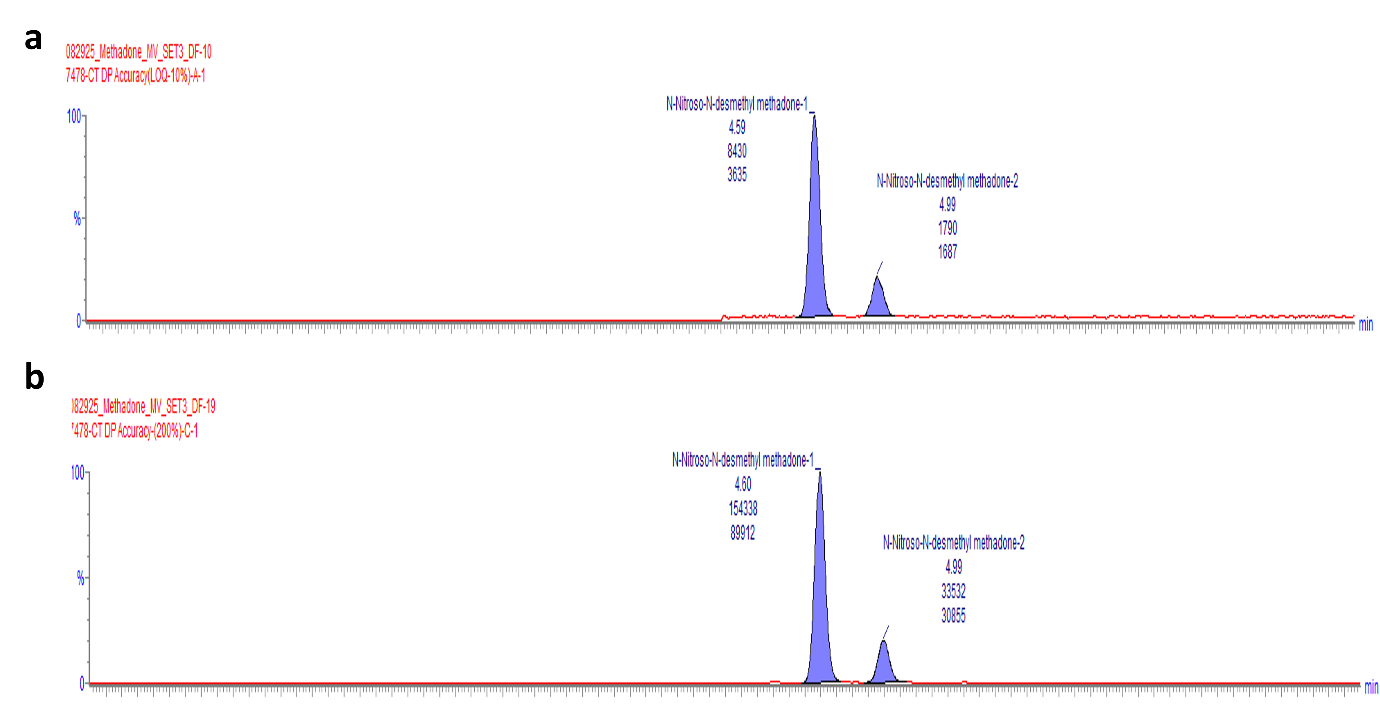 a
082925_Methadone_MV_SET3_DF-10
7478-CT DP Accuracy(LOQ-10%)-A-1
100
%
0
N-Nitroso-N-desmethyl methadone-1
4.59
8430
3635
N-Nitroso-N-desmethyl methadone-2
4.99
1790
1687
min
b
82925_Methadone_MV_SET3_DF-19
478-CT DP Accuracy-(200%)-C-1
100
%
0
N-Nitroso-N-desmethyl methadone-1
4.60
154338
89912
N-Nitroso-N-desmethyl methadone-2
4.99
33532
30855
min